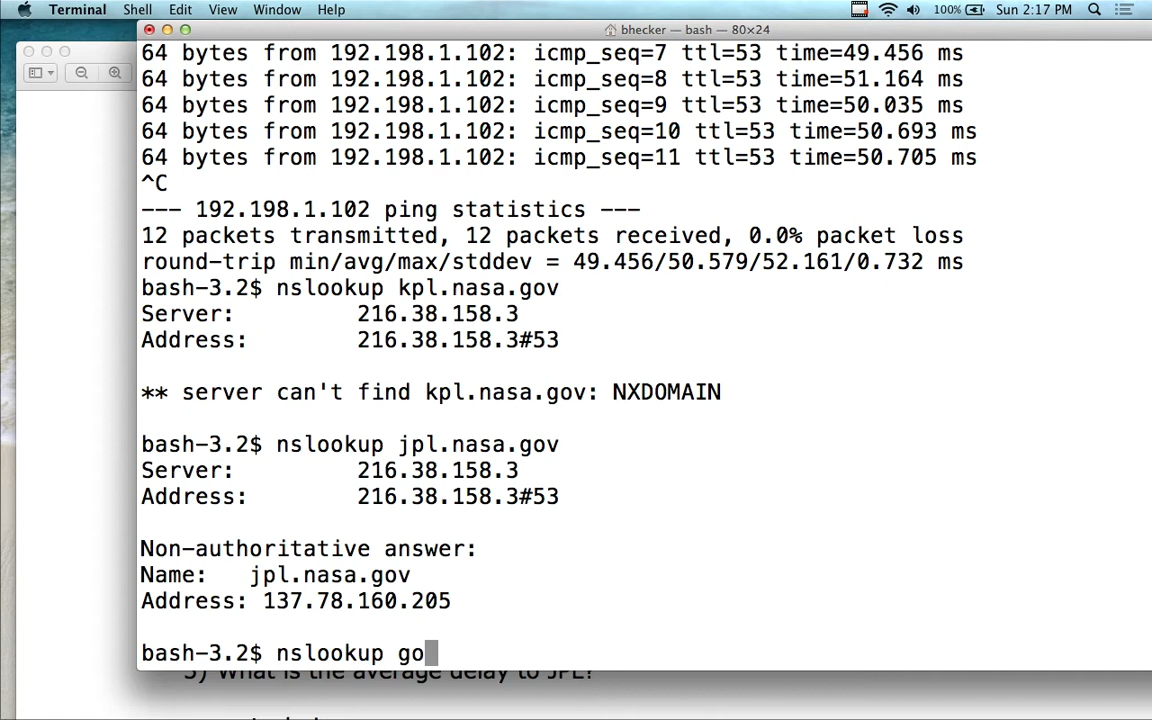 Terminal Shell Edit View Window Help 100% Sun 2:17 PM
bhecker — bash — 80×24
64 bytes from 192.198.1.102: icmp_seq=7 ttl=53 time=49.456 ms
64 bytes from 192.198.1.102: icmp_seq=8 ttl=53 time=51.164 ms
64 bytes from 192.198.1.102: icmp_seq=9 ttl=53 time=50.035 ms
64 bytes from 192.198.1.102: icmp_seq=10 ttl=53 time=50.693 ms
64 bytes from 192.198.1.102: icmp_seq=11 ttl=53 time=50.705 ms
^C
--- 192.198.1.102 ping statistics ---
12 packets transmitted, 12 packets received, 0.0% packet loss
round-trip min/avg/max/stddev = 49.456/50.579/52.161/0.732 ms
bash-3.2$ nslookup kpl.nasa.gov
Server: 216.38.158.3
Address: 216.38.158.3#53
** server can't find kpl.nasa.gov: NXDOMAIN
bash-3.2$ nslookup jpl.nasa.gov
Server: 216.38.158.3
Address: 216.38.158.3#53
Non-authoritative answer:
Name: jpl.nasa.gov
Address: 137.78.160.205
bash-3.2$ nslookup go
3) What is the average delay to JPL?